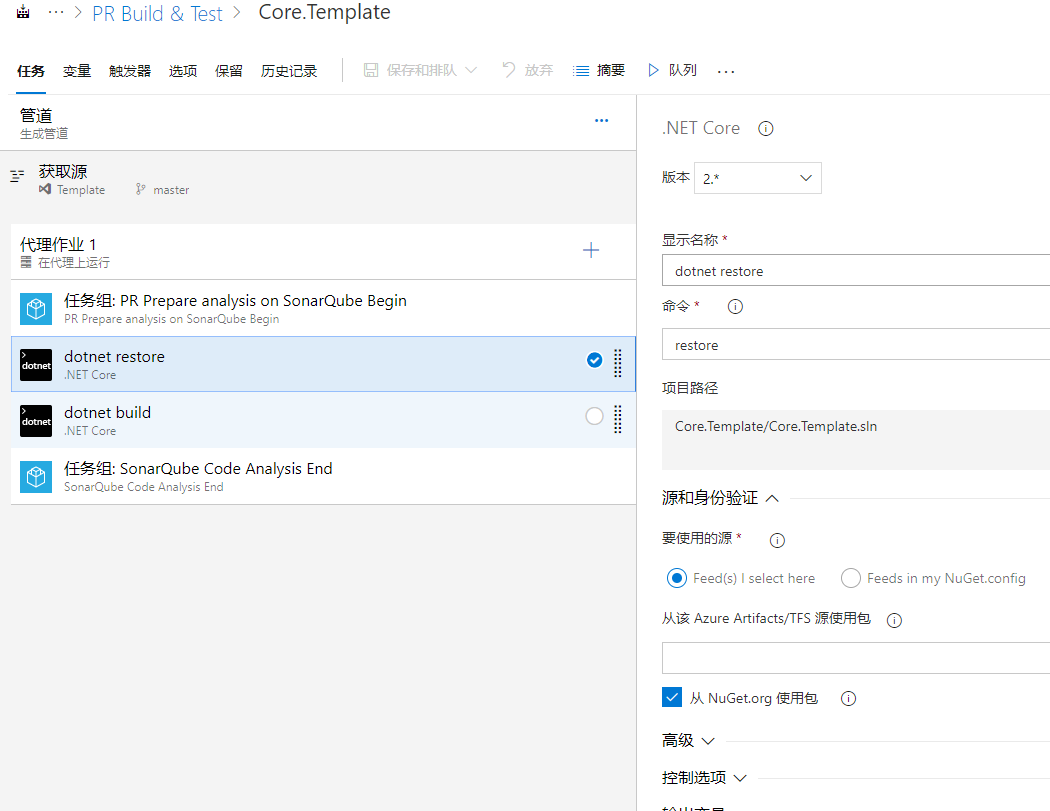 ··· > PR Build & Test > Core.Template
任务 变量 触发器 选项 保留 历史记录 保存和排队 放弃 摘要 队列 ...
管道
生成管道
获取源
Template master
代理作业 1
在代理上运行
任务组: PR Prepare analysis on SonarQube Begin
PR Prepare analysis on SonarQube Begin
dotnet
dotnet restore
.NET Core
dotnet
dotnet build
.NET Core
任务组: SonarQube Code Analysis End
SonarQube Code Analysis End
.NET Core
版本 2.*
显示名称 *
dotnet restore
命令 *
restore
项目路径
Core.Template/Core.Template.sln
源和身份验证
要使用的源 *
Feed(s) I select here Feeds in my NuGet.config
从该 Azure Artifacts/TFS 源使用包
从 NuGet.org 使用包
高级
控制选项